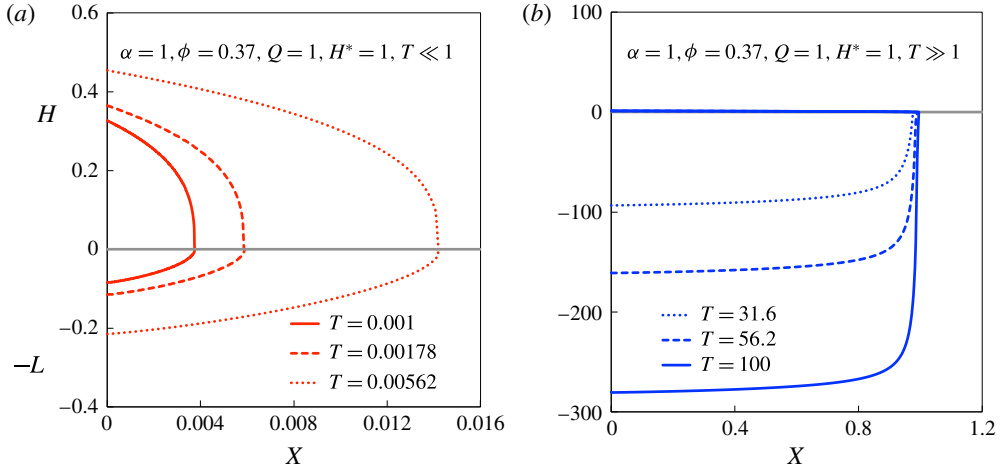 (a)
α = 1, ϕ = 0.37, Q = 1, H* = 1, T ≪ 1
0.6
0.4
H
0.2
0
−0.2
−L
−0.4
T = 0.001
T = 0.00178
T = 0.00562
0 0.004 0.008 0.012 0.016
X
(b)
α = 1, ϕ = 0.37, Q = 1, H* = 1, T ≫ 1
100
0
−100
−200
−300
T = 31.6
T = 56.2
T = 100
0 0.4 0.8 1.2
X